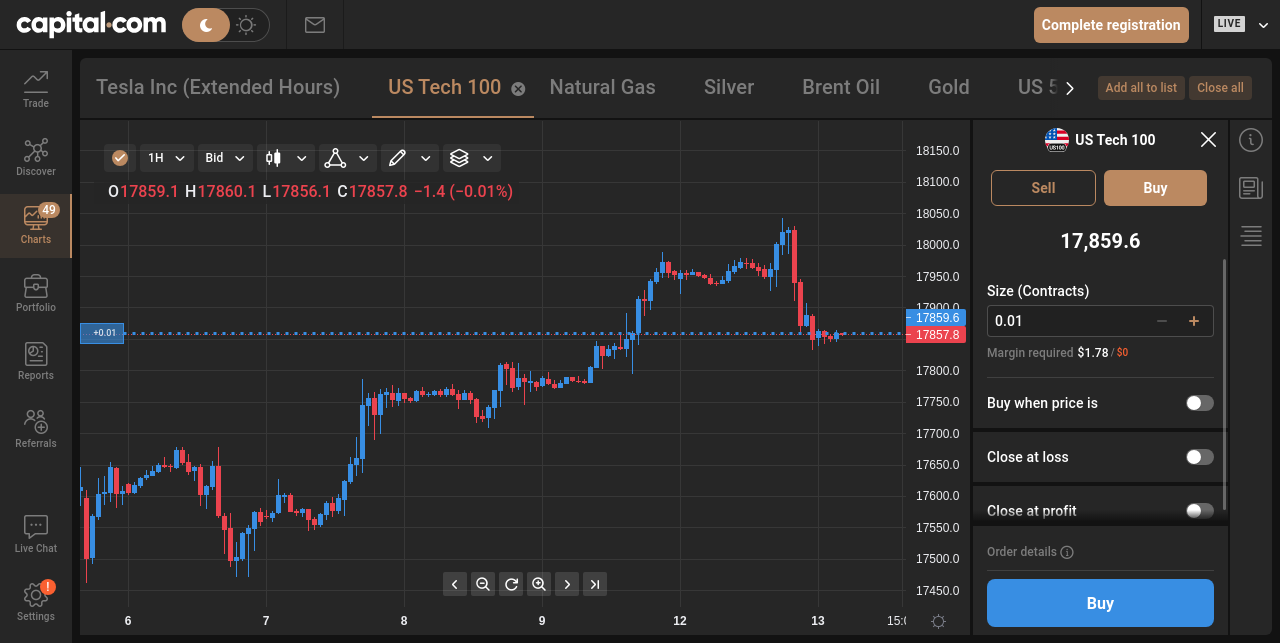 capital.com
Complete registration
LIVE
Trade
Discover
49
Charts
Portfolio
Reports
Referrals
Live Chat
!
Settings
Tesla Inc (Extended Hours)
US Tech 100
Natural Gas
Silver
Brent Oil
Gold
US 5
Add all to list
Close all
1H
Bid
O17859.1 H17860.1 L17856.1 C17857.8 −1.4 (−0.01%)
18150.0
18100.0
18050.0
18000.0
17950.0
17900.0
17859.6
17857.8
17800.0
17750.0
17700.0
17650.0
17600.0
17550.0
17500.0
17450.0
+0.01
6 7 8 9 12 13 15:0
US100
US Tech 100
Sell
Buy
17,859.6
Size (Contracts)
0.01
Margin required $1.78 / $0
Buy when price is
Close at loss
Close at profit
Order details
Buy